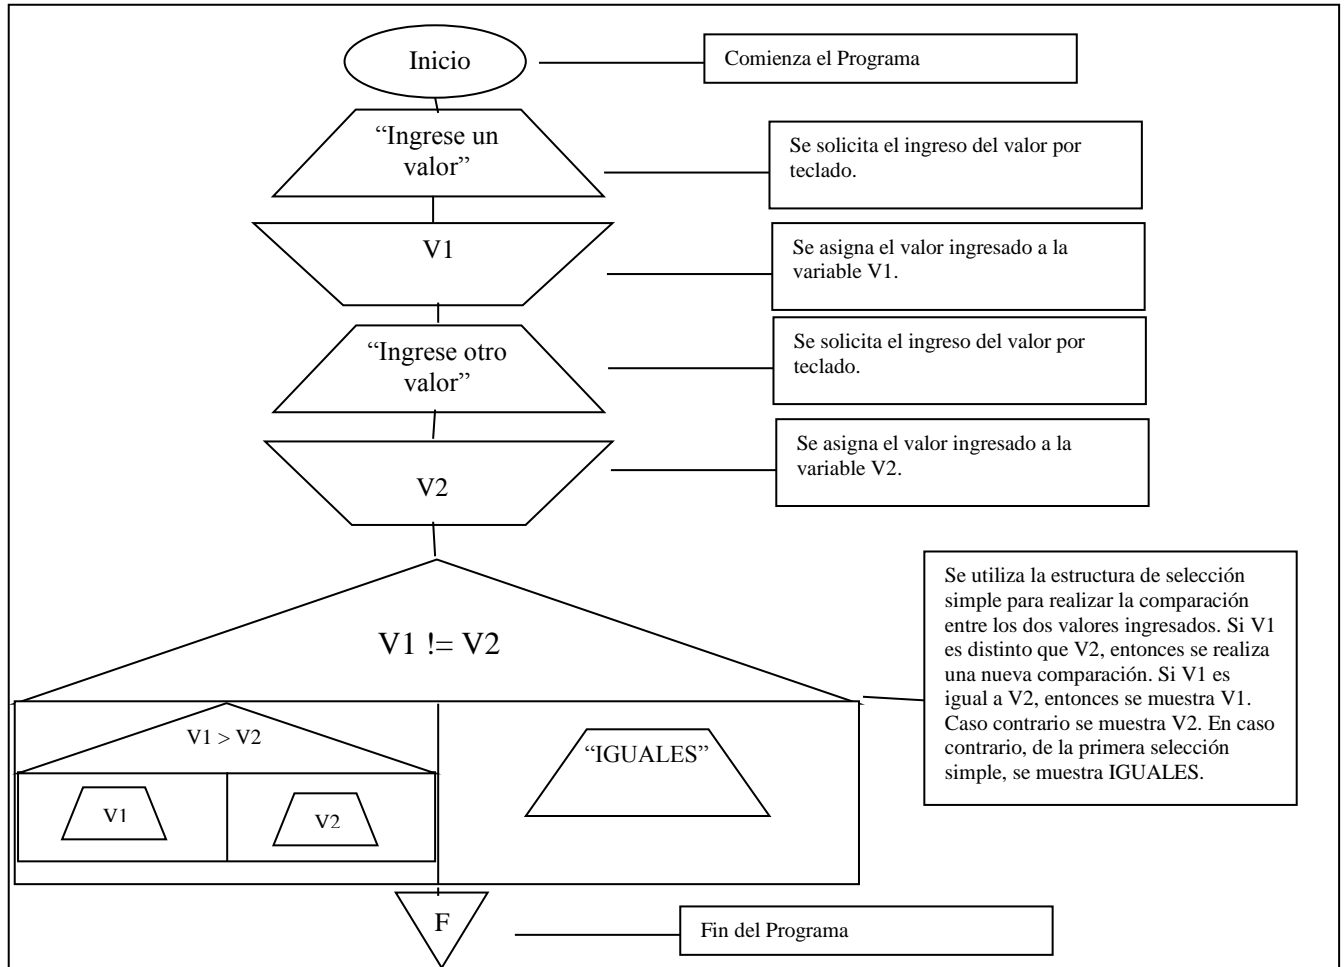 Inicio
Comienza el Programa
“Ingrese un
valor”
Se solicita el ingreso del valor por
teclado.
V1
Se asigna el valor ingresado a la
variable V1.
“Ingrese otro
valor”
Se solicita el ingreso del valor por
teclado.
V2
Se asigna el valor ingresado a la
variable V2.
V1 != V2
Se utiliza la estructura de selección
simple para realizar la comparación
entre los dos valores ingresados. Si V1
es distinto que V2, entonces se realiza
una nueva comparación. Si V1 es
igual a V2, entonces se muestra V1.
Caso contrario se muestra V2. En caso
contrario, de la primera selección
simple, se muestra IGUALES.
V1 > V2
“IGUALES”
V1
V2
F
Fin del Programa